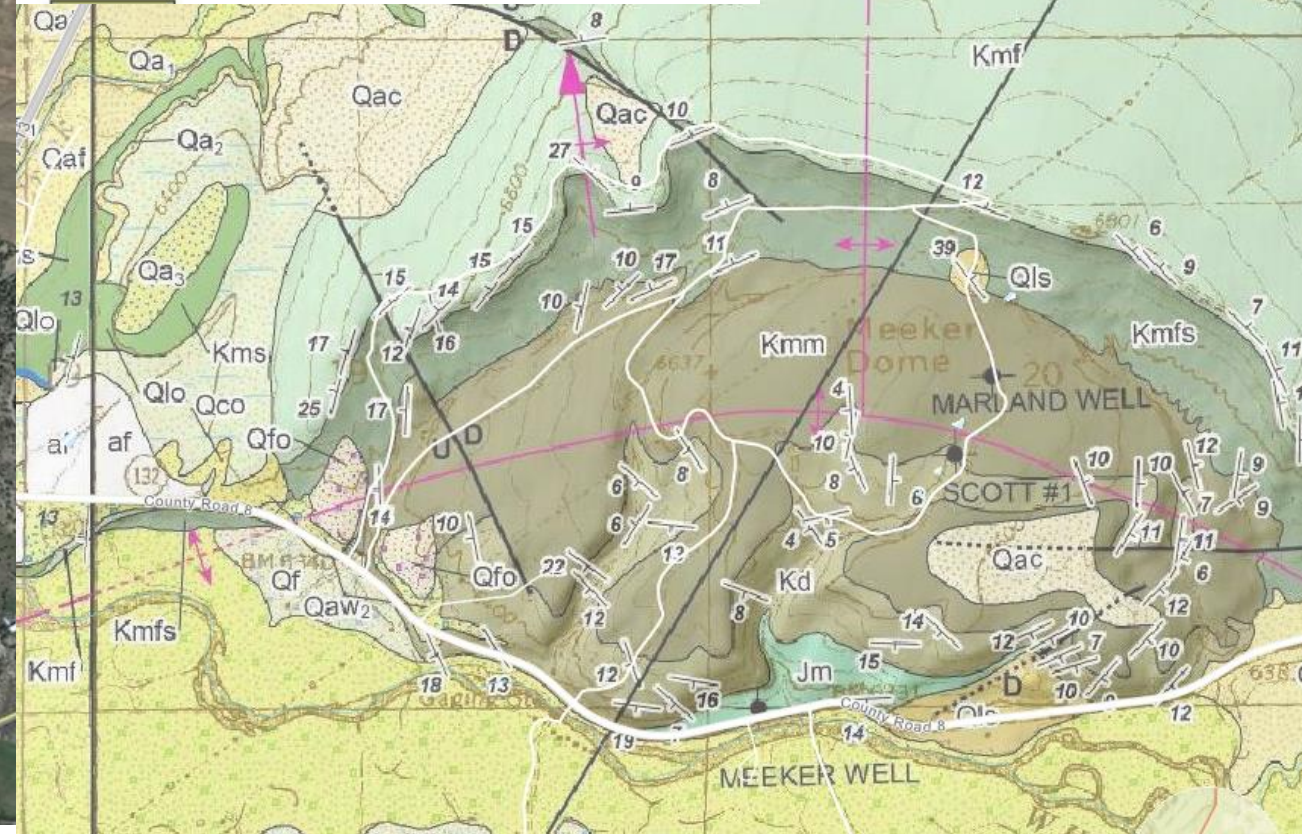 8
D
Kmf
Qa1
Qac
Qac
10
Qa2
27
Qaf
9
8
12
6400
6800
6801
6
15
11
39
9
Qa3
15
10
17
Qls
15
14
10
7
13
Kmm
Meeker
Dome
Kmfs
Qlo
17
12
16
11
Kms
6637
20
4
MARLAND WELL
25
17
Qlo
Qco
Qfo
D
10
af
af
U
8
8
10
10
12
9
132
6
6
SCOTT #1
7
9
County Road 8
14
13
10
6
13
4
5
11
11
Qac
6
22
Qfo
Kd
Qf
Qaw2
8
12
12
14
10
Kmfs
12
7
10
Kmf
12
15
Jm
18
13
16
10
D
County Road 8
Qls
12
19
14
MEEKER WELL